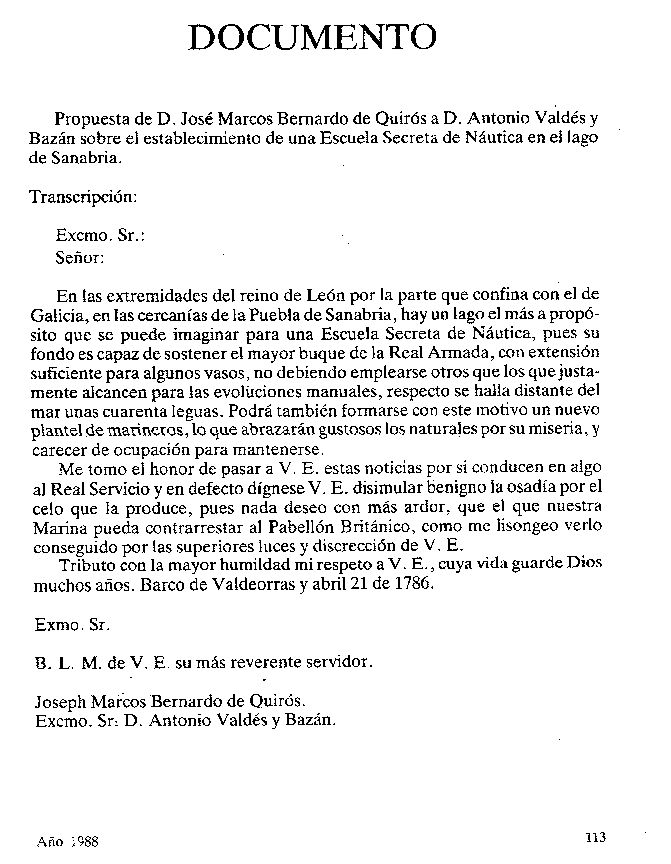 DOCUMENTO
Propuesta de D. José Marcos Bernardo de Quirós a D. Antonio Valdés y
Bazán sobre el establecimiento de una Escuela Secreta de Náutica en el lago
de Sanabria.
Transcripción:
Excmo. Sr.:
Señor:
En las extremidades del reino de León por la parte que confina con el de
Galicia, en las cercanías de la Puebla de Sanabria, hay un lago el más a propó-
sito que se puede imaginar para una Escuela Secreta de Náutica, pues su
fondo es capaz de sostener el mayor buque de la Real Armada, con extensión
suficiente para algunos vasos, no debiendo emplearse otros que los que justa-
mente alcancen para las evoluciones manuales, respecto se halla distante del
mar unas cuarenta leguas. Podrá también formarse con este motivo un nuevo
plantel de marineros, lo que abrazarán gustosos los naturales por su miseria, y
carecer de ocupación para mantenerse.
Me tomo el honor de pasar a V. E. estas noticias por si conducen en algo
al Real Servicio y en defecto dígnese V. E. disimular benigno la osadía por el
celo que la produce, pues nada deseo con más ardor, que el que nuestra
Marina pueda contrarrestar al Pabellón Británico, como me lisongeo verlo
conseguido por las superiores luces y discrección de V. E.
Tributo con la mayor humildad mi respeto a V. E., cuya vida guarde Dios
muchos años. Barco de Valdeorras y abril 21 de 1786.
Exmo. Sr.
B. L. M. de V. E. su más reverente servidor.
Joseph Marcos Bernardo de Quirós.
Excmo. Sr. D. Antonio Valdés y Bazán.
Año 1988
113